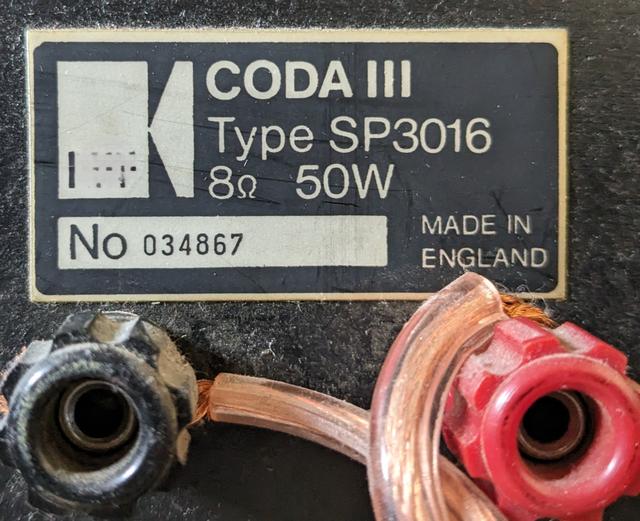 CODA III
Type SP3016
8Ω 50W
No 034867
MADE IN
ENGLAND